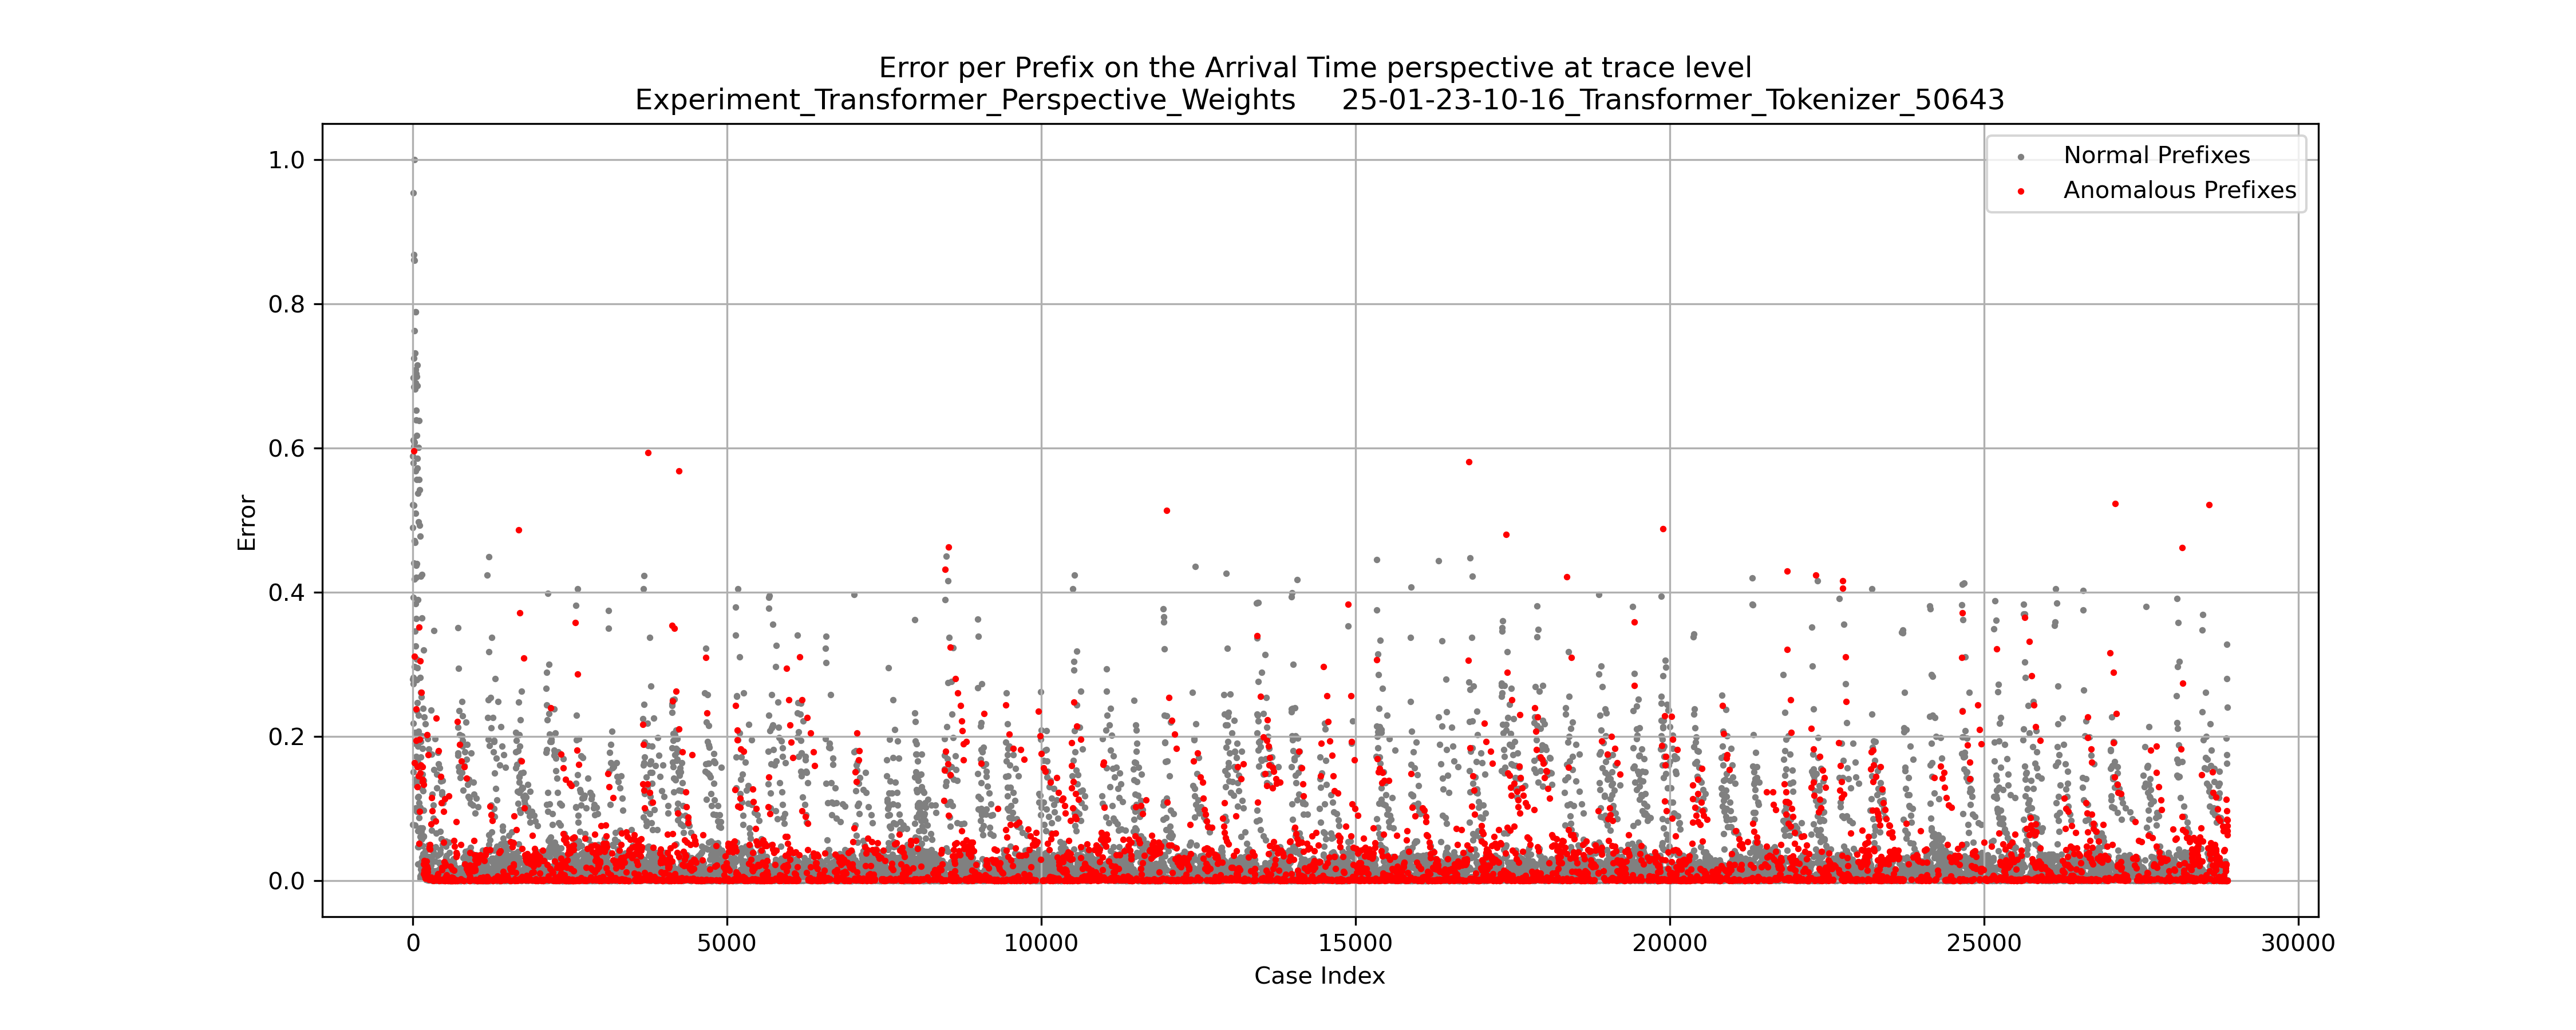 Error per Prefix on the Arrival Time perspective at trace level
Experiment_Transformer_Perspective_Weights    25-01-23-10-16_Transformer_Tokenizer_50643
Normal Prefixes
Anomalous Prefixes
Error
1.0
0.8
0.6
0.4
0.2
0.0
0 5000 10000 15000 20000 25000 30000
Case Index